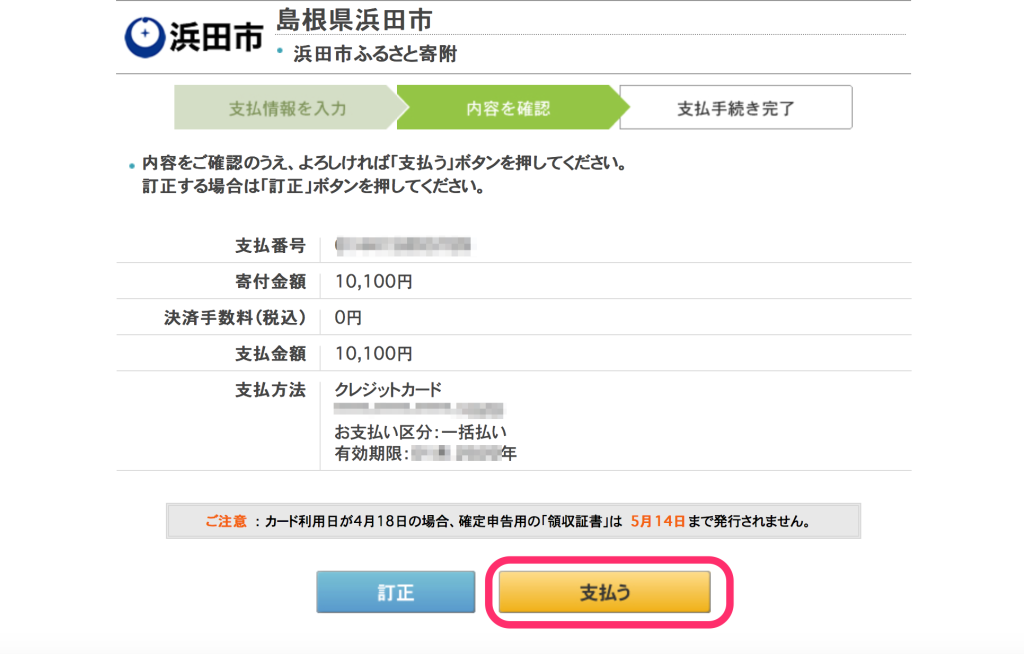 島根県浜田市
浜田市
浜田市ふるさと寄附
支払情報を入力
内容を確認
支払手続き完了
内容をご確認のうえ、よろしければ「支払う」ボタンを押してください。
訂正する場合は「訂正」ボタンを押してください。
支払番号
寄付金額 10,100円
決済手数料(税込) 0円
支払金額 10,100円
支払方法 クレジットカード
お支払い区分:一括払い
有効期限: 年
ご注意 : カード利用日が4月18日の場合、確定申告用の「領収証書」は 5月14日まで発行されません。
訂正
支払う